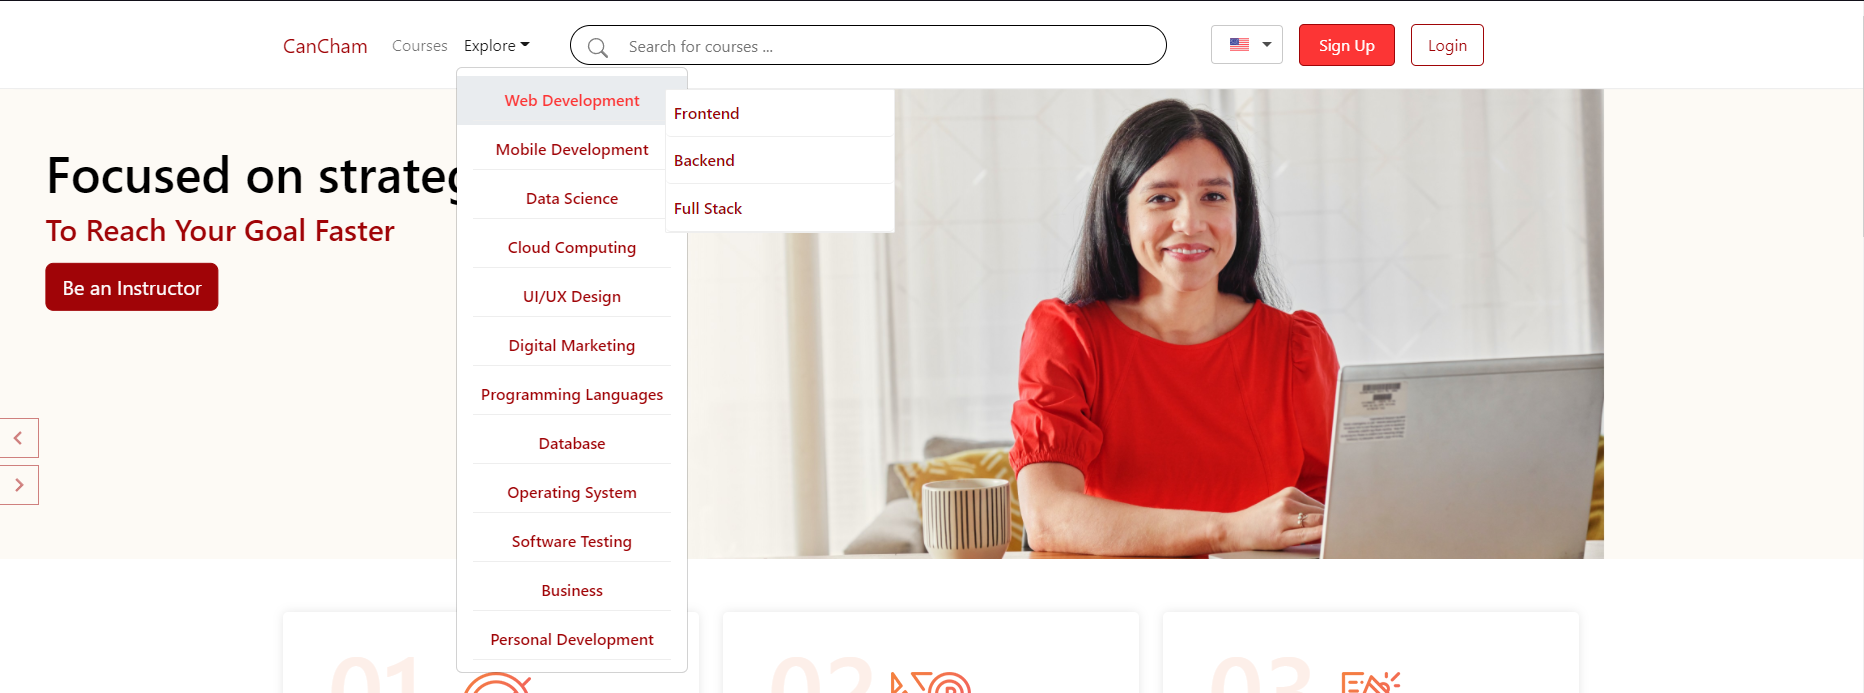 CanCham Courses Explore Search for courses ... Sign Up Login
Web Development
Mobile Development
Data Science
Cloud Computing
UI/UX Design
Digital Marketing
Programming Languages
Database
Operating System
Software Testing
Business
Personal Development
Frontend
Backend
Full Stack
Focused on strateg
To Reach Your Goal Faster
Be an Instructor
01 02 03